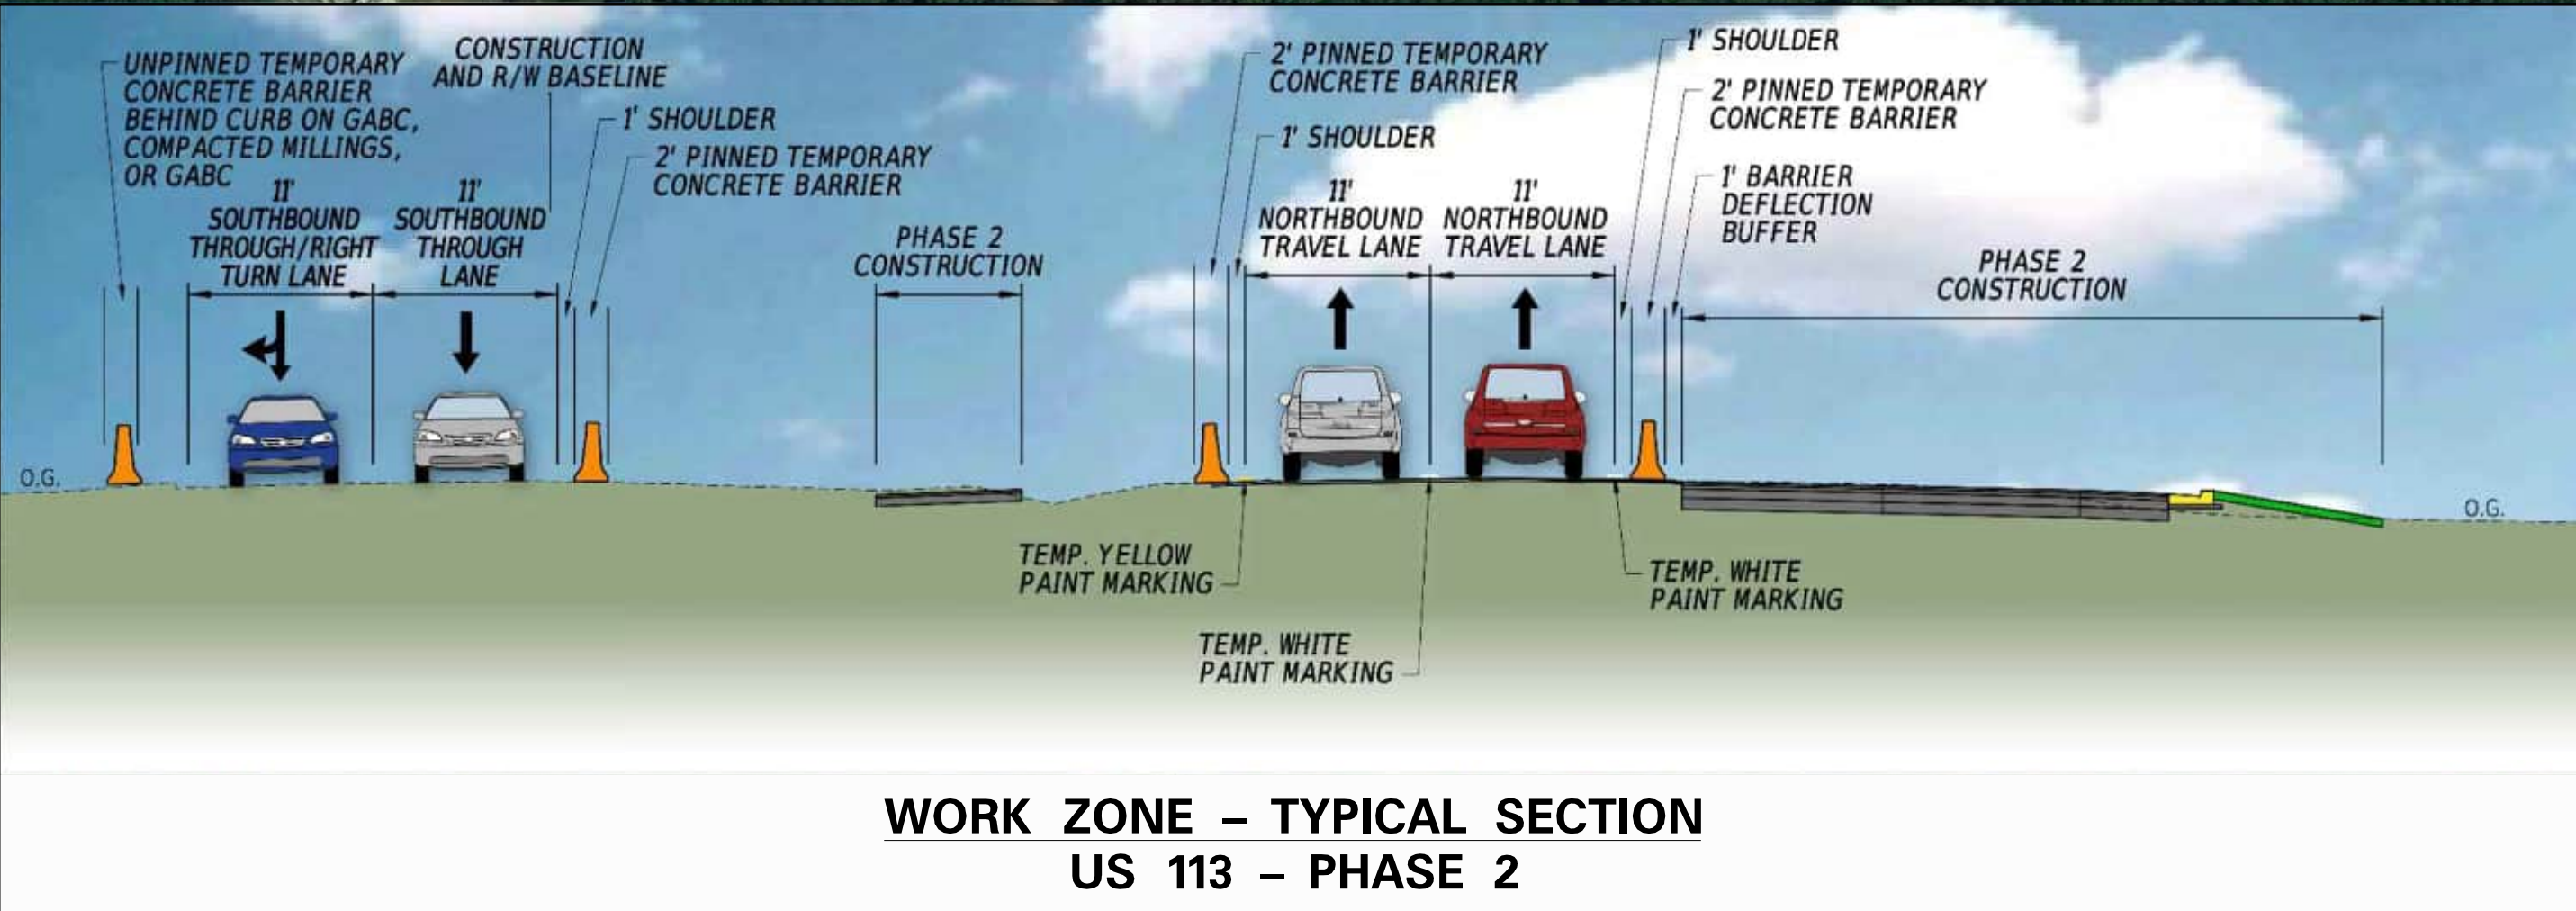 UNPINNED TEMPORARY
CONCRETE BARRIER
BEHIND CURB ON GABC,
COMPACTED MILLINGS,
OR GABC
CONSTRUCTION
AND R/W BASELINE
11'
SOUTHBOUND
THROUGH/RIGHT
TURN LANE
11'
SOUTHBOUND
THROUGH
LANE
1' SHOULDER
2' PINNED TEMPORARY
CONCRETE BARRIER
PHASE 2
CONSTRUCTION
2' PINNED TEMPORARY
CONCRETE BARRIER
1' SHOULDER
11'
NORTHBOUND
TRAVEL LANE
11'
NORTHBOUND
TRAVEL LANE
1' SHOULDER
2' PINNED TEMPORARY
CONCRETE BARRIER
1' BARRIER
DEFLECTION
BUFFER
PHASE 2
CONSTRUCTION
O.G.
O.G.
TEMP. YELLOW
PAINT MARKING
TEMP. WHITE
PAINT MARKING
TEMP. WHITE
PAINT MARKING
WORK ZONE – TYPICAL SECTION
US 113 – PHASE 2